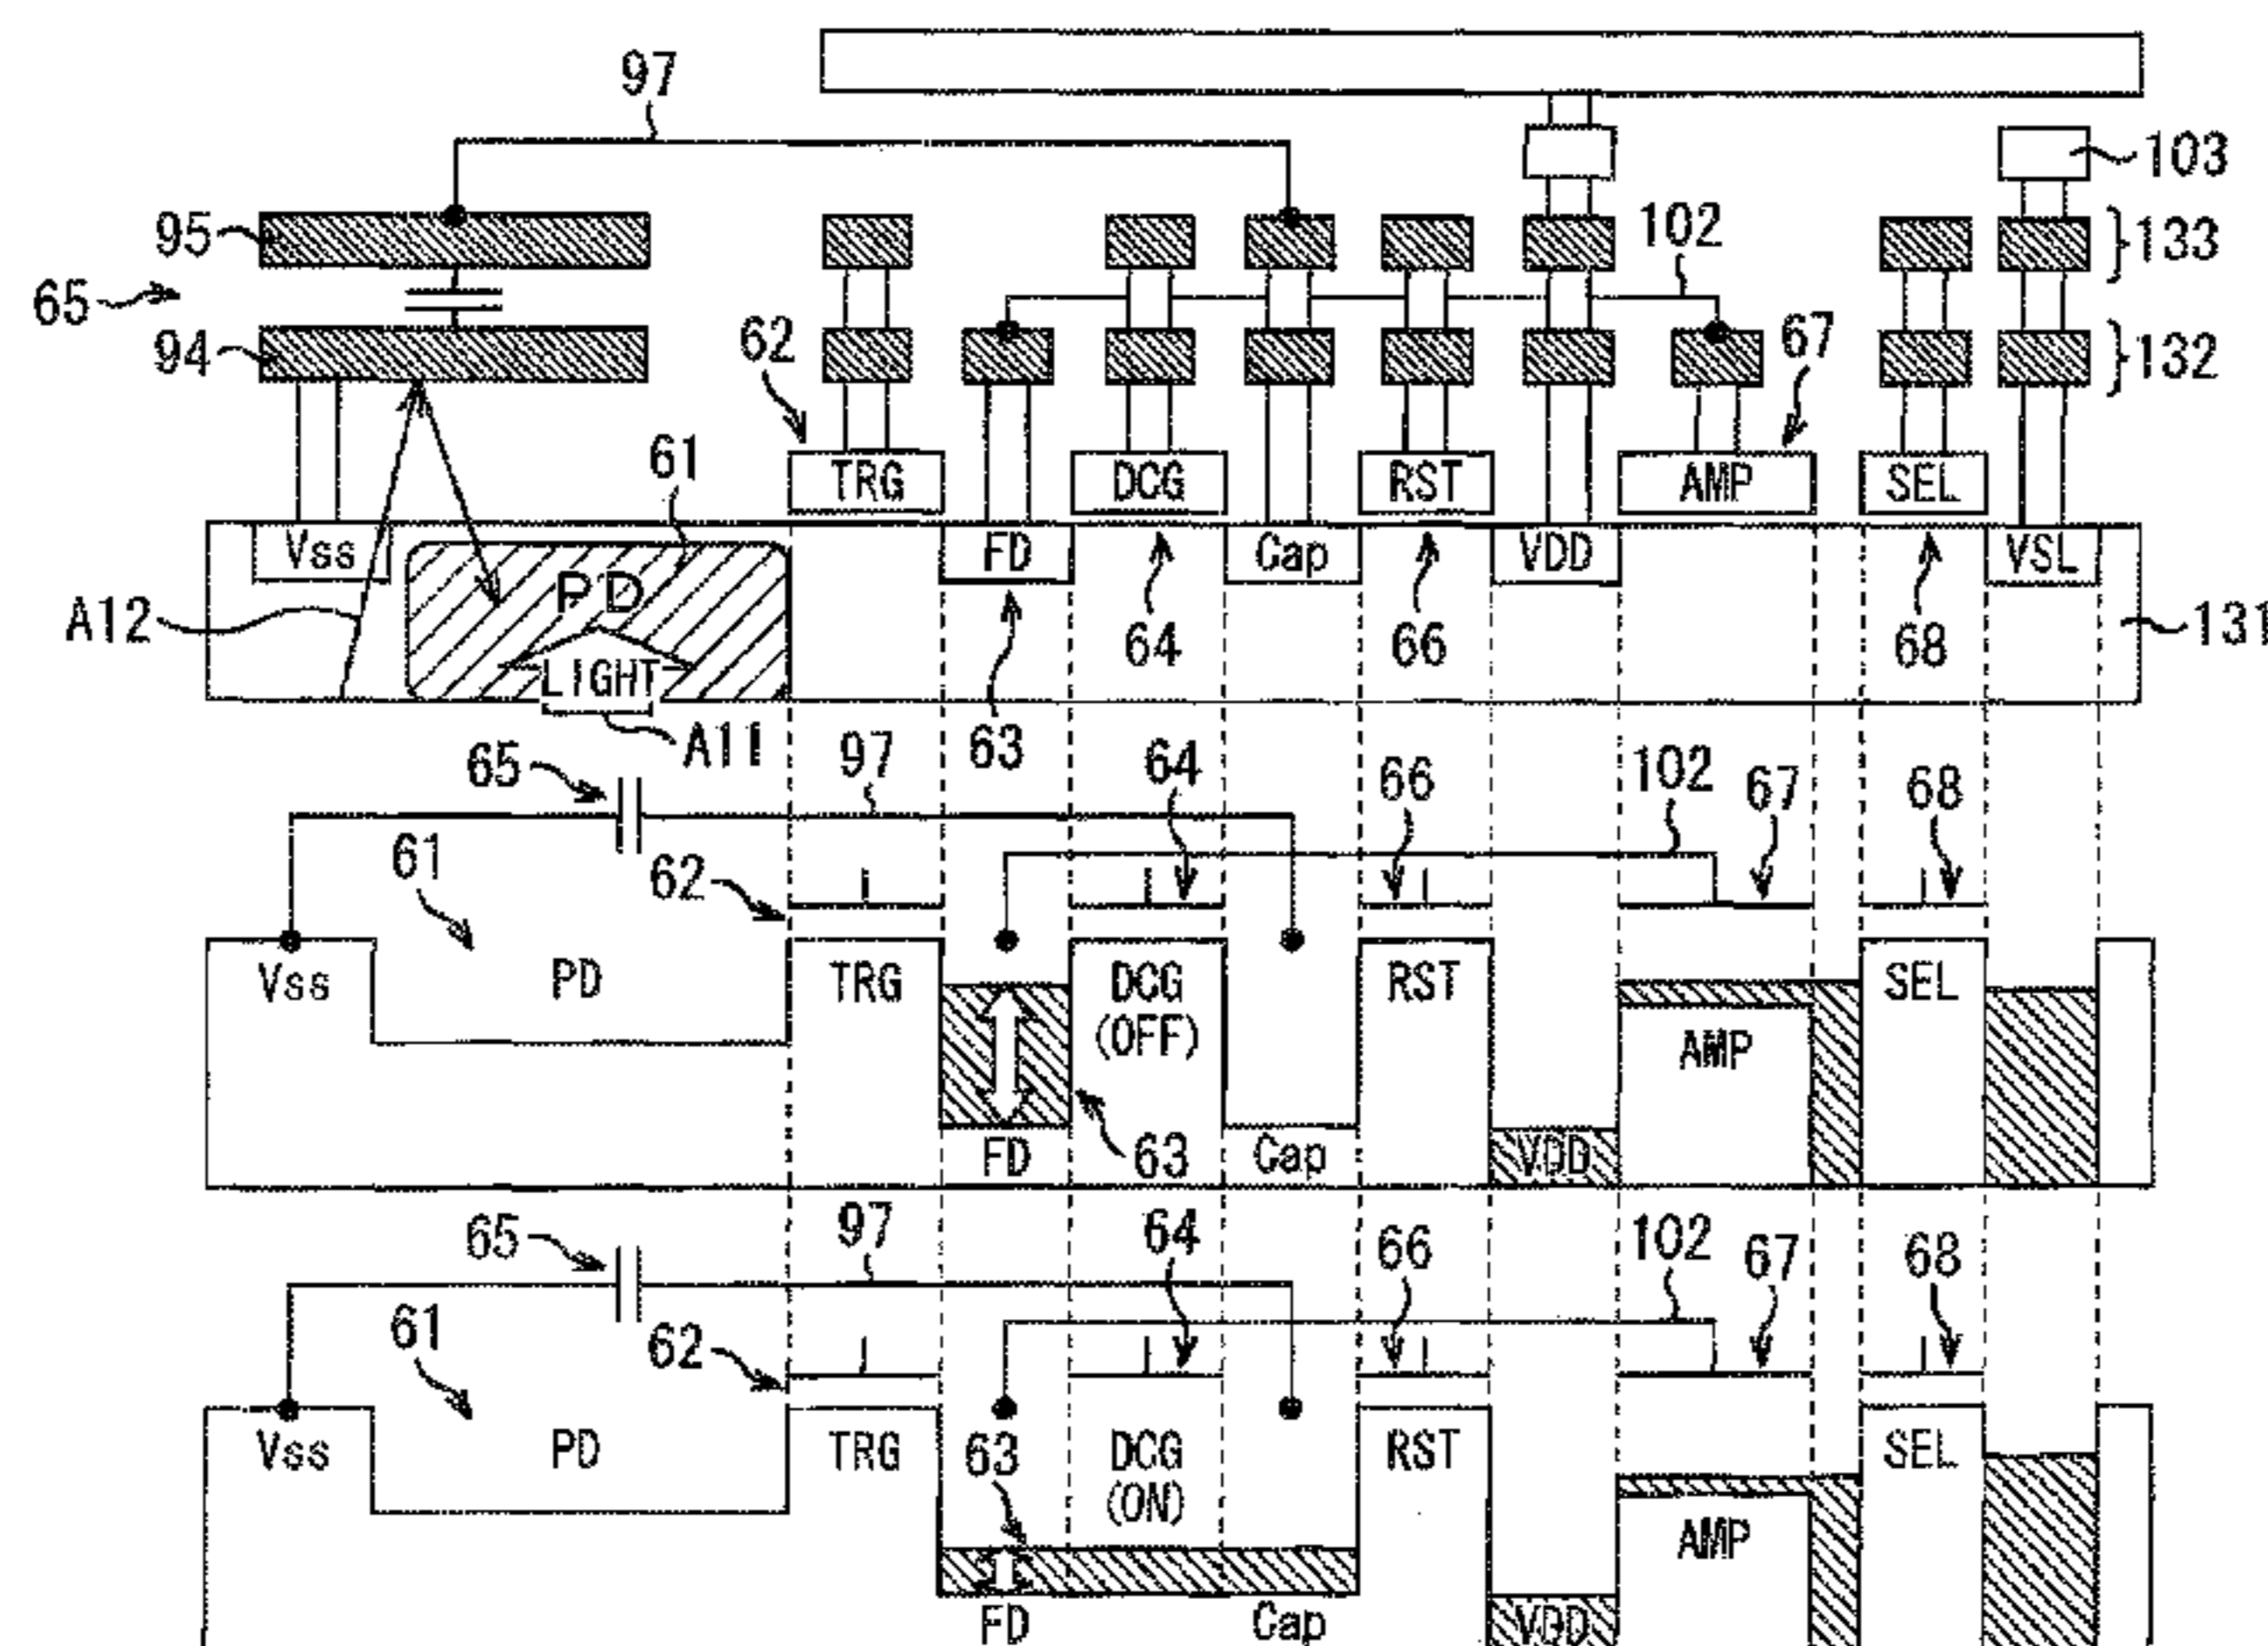 97
103
95
102
133
65
94
62
67
132
61
TRG
DCG
RST
AMP
SEL
Vss
PD
FD
Cap
VDD
VSL
A12
LIGHT
64
66
68
131
A11
63
65
97
64
66
102
67
68
61
62
Vss
PD
TRG
DCG
(OFF)
RST
AMP
SEL
FD
63
Cap
VDD
65
97
64
66
102
67
68
61
62
Vss
PD
TRG
63
DCG
(ON)
RST
AMP
SEL
FD
Cap
VDD